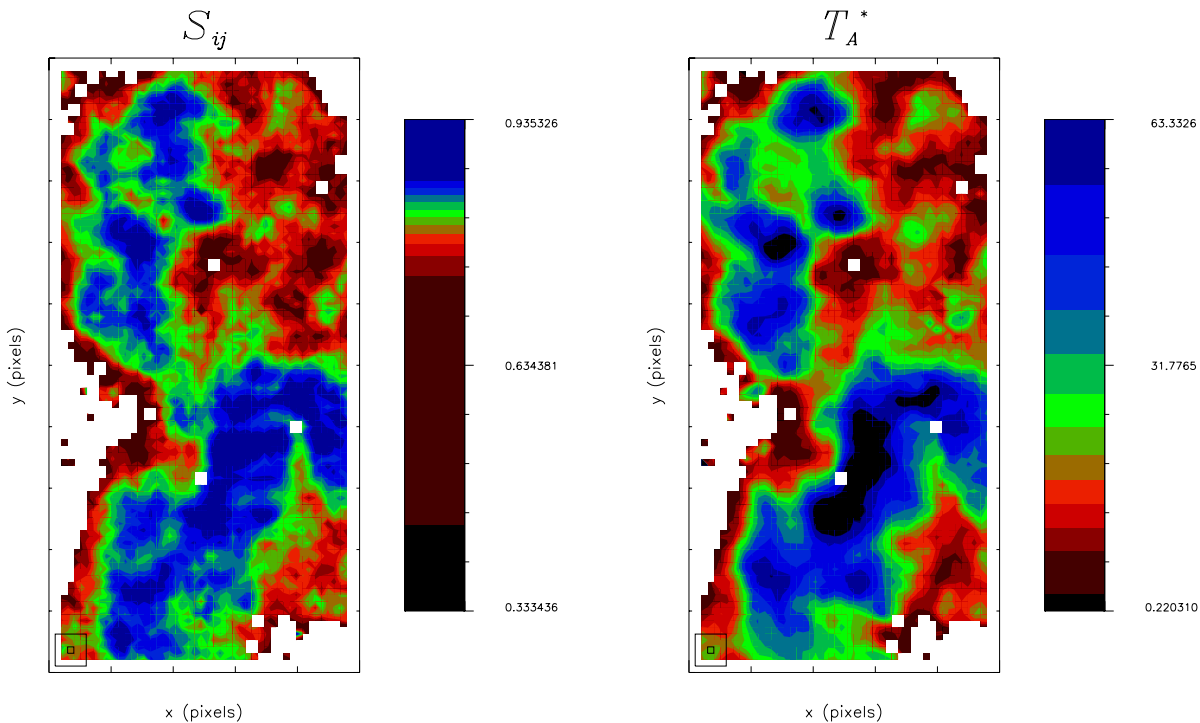 S_ij
T_A*
0.935326
0.634381
0.333436
63.3326
31.7765
0.220310
y (pixels)
y (pixels)
x (pixels)
x (pixels)